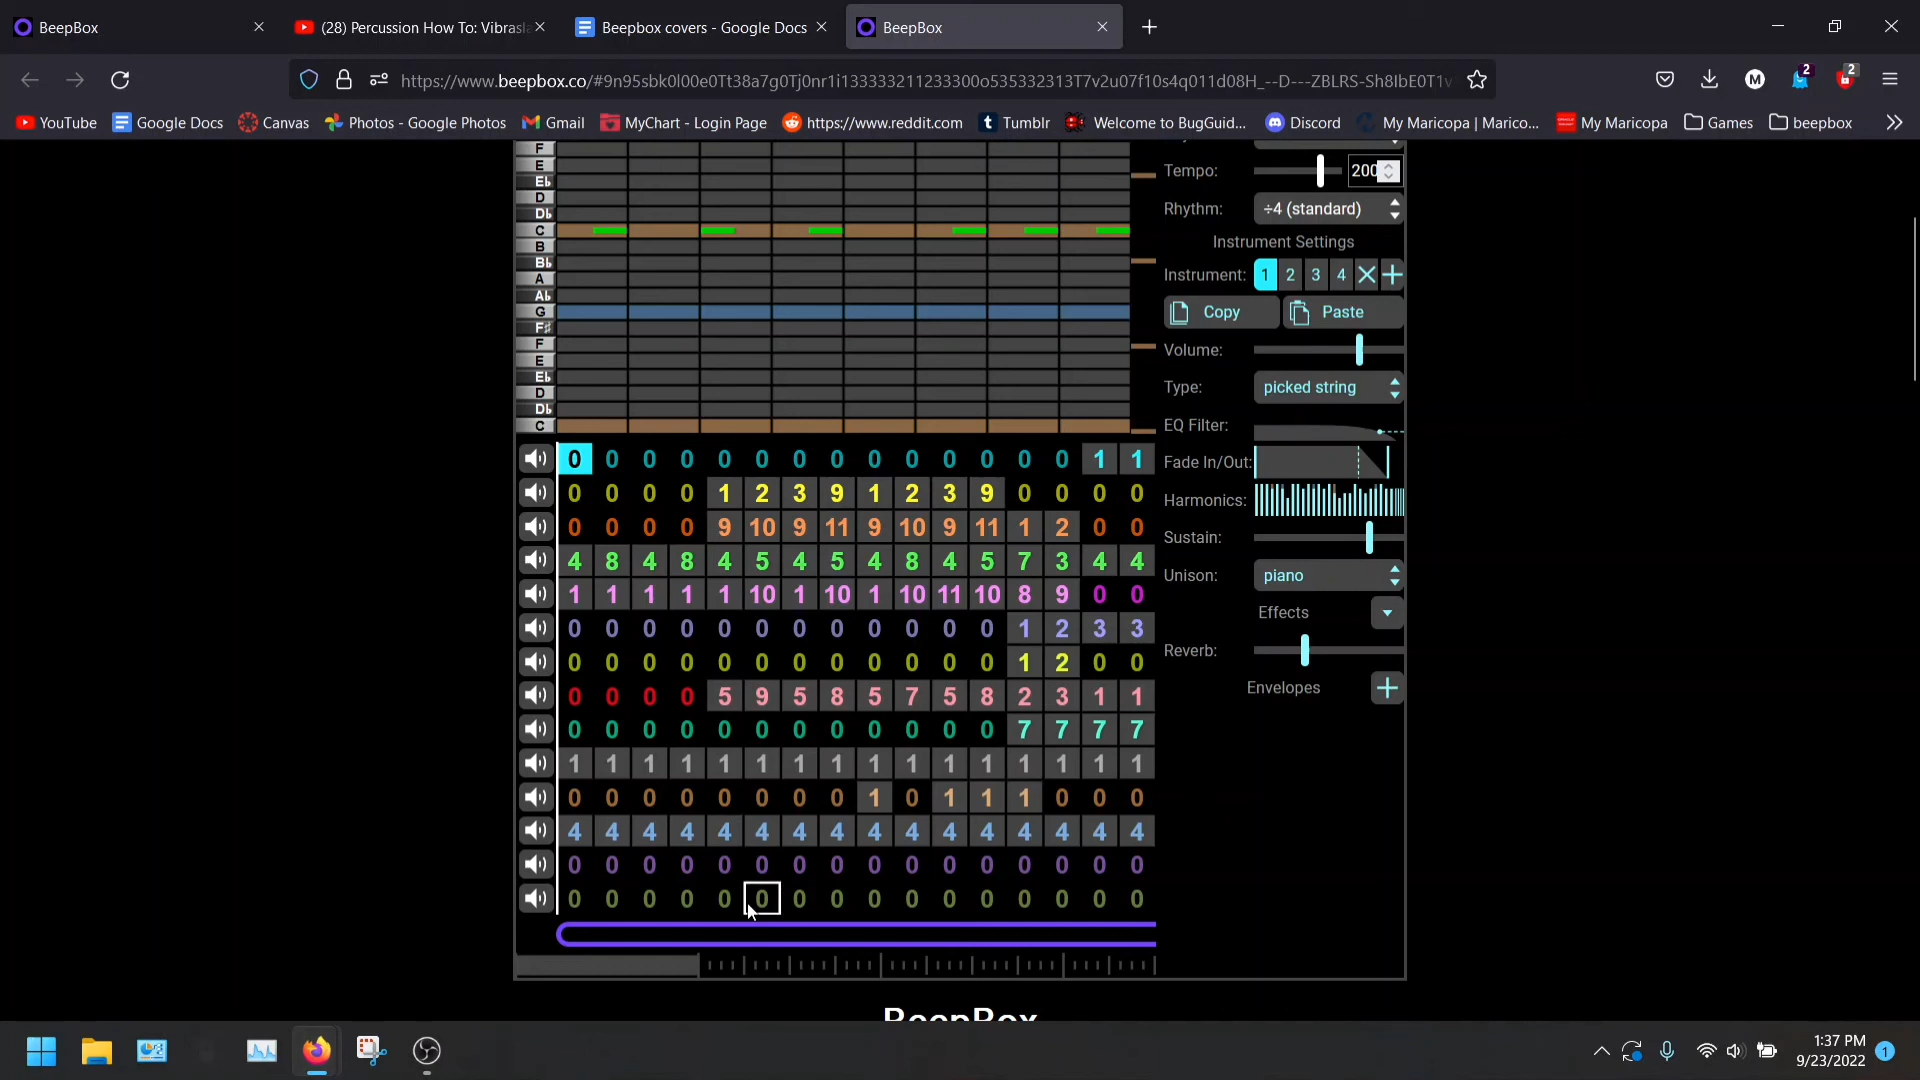 BeepBox
(28) Percussion How To: Vibrasla
Beepbox covers - Google Docs
BeepBox
https://www.beepbox.co/#9n95sbk0l00e0Tt38a7g0Tj0nr1i133333211233300o535332313T7v2u07f10s4q011d08H_--D---ZBLRS-Sh8IbE0T1v
M
2
2
YouTube
Google Docs
Canvas
Photos - Google Photos
Gmail
MyChart - Login Page
https://www.reddit.com
Tumblr
Welcome to BugGuid...
Discord
My Maricopa | Marico...
My Maricopa
Games
beepbox
F
E
E♭
D
D♭
C
B
B♭
A
A♭
G
F♯
F
E
E♭
D
D♭
C
Tempo: 200
Rhythm: ÷4 (standard)
Instrument Settings
Instrument: 1 2 3 4
Copy Paste
Volume:
Type: picked string
EQ Filter:
Fade In/Out:
Harmonics:
Sustain:
Unison: piano
Effects
Reverb:
Envelopes
0 0 0 0 0 0 0 0 0 0 0 0 0 0 1 1
0 0 0 0 1 2 3 9 1 2 3 9 0 0 0 0
0 0 0 0 9 10 9 11 9 10 9 11 1 2 0 0
4 8 4 8 4 5 4 5 4 8 4 5 7 3 4 4
1 1 1 1 1 10 1 10 1 10 11 10 8 9 0 0
0 0 0 0 0 0 0 0 0 0 0 0 1 2 3 3
0 0 0 0 0 0 0 0 0 0 0 0 1 2 0 0
0 0 0 0 5 9 5 8 5 7 5 8 2 3 1 1
0 0 0 0 0 0 0 0 0 0 0 0 7 7 7 7
1 1 1 1 1 1 1 1 1 1 1 1 1 1 1 1
0 0 0 0 0 0 0 0 1 0 1 1 1 0 0 0
4 4 4 4 4 4 4 4 4 4 4 4 4 4 4 4
0 0 0 0 0 0 0 0 0 0 0 0 0 0 0 0
0 0 0 0 0 0 0 0 0 0 0 0 0 0 0 0
BeepBox
1:37 PM
9/23/2022
1